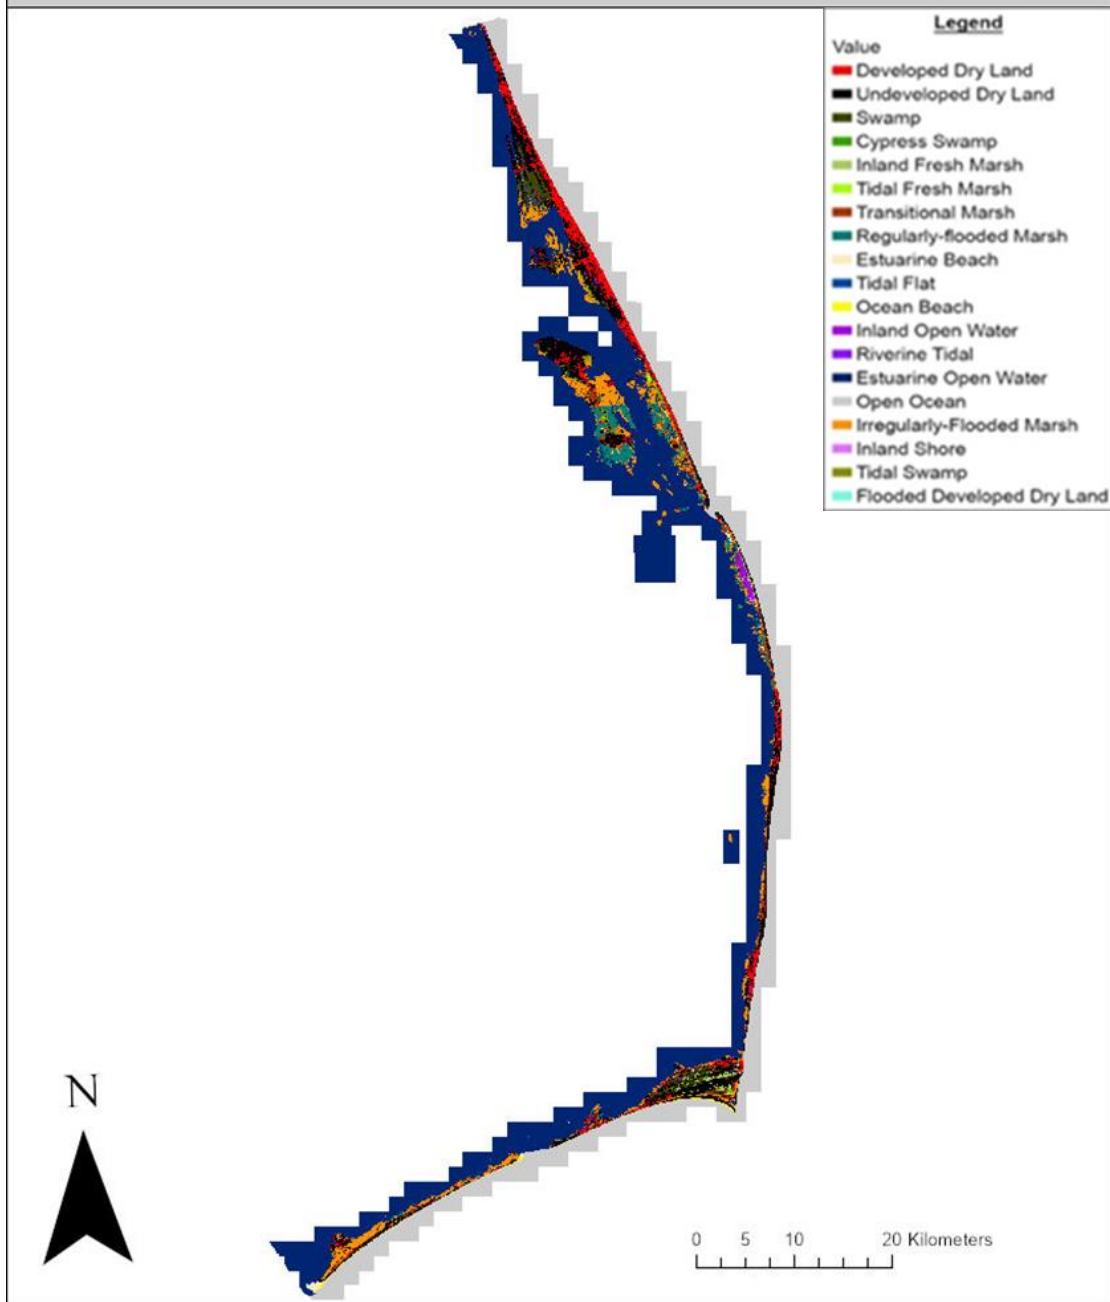 Legend
Value
Developed Dry Land
Undeveloped Dry Land
Swamp
Cypress Swamp
Inland Fresh Marsh
Tidal Fresh Marsh
Transitional Marsh
Regularly-flooded Marsh
Estuarine Beach
Tidal Flat
Ocean Beach
Inland Open Water
Riverine Tidal
Estuarine Open Water
Open Ocean
Irregularly-Flooded Marsh
Inland Shore
Tidal Swamp
Flooded Developed Dry Land
N
0 5 10 20 Kilometers